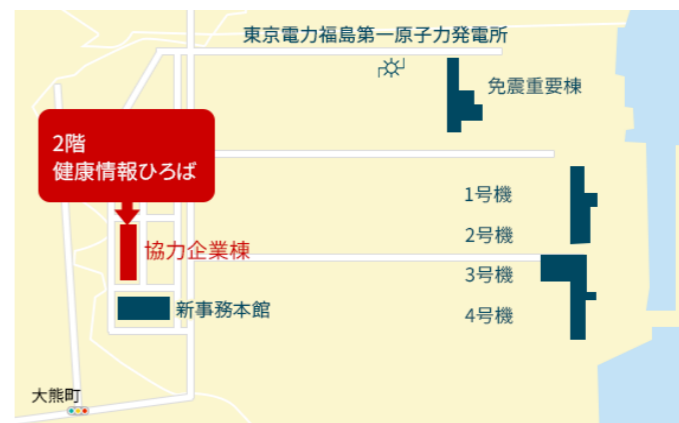 東京電力福島第一原子力発電所
免震重要棟
2階
健康情報ひろば
1号機
2号機
協力企業棟
3号機
新事務本館
4号機
大熊町